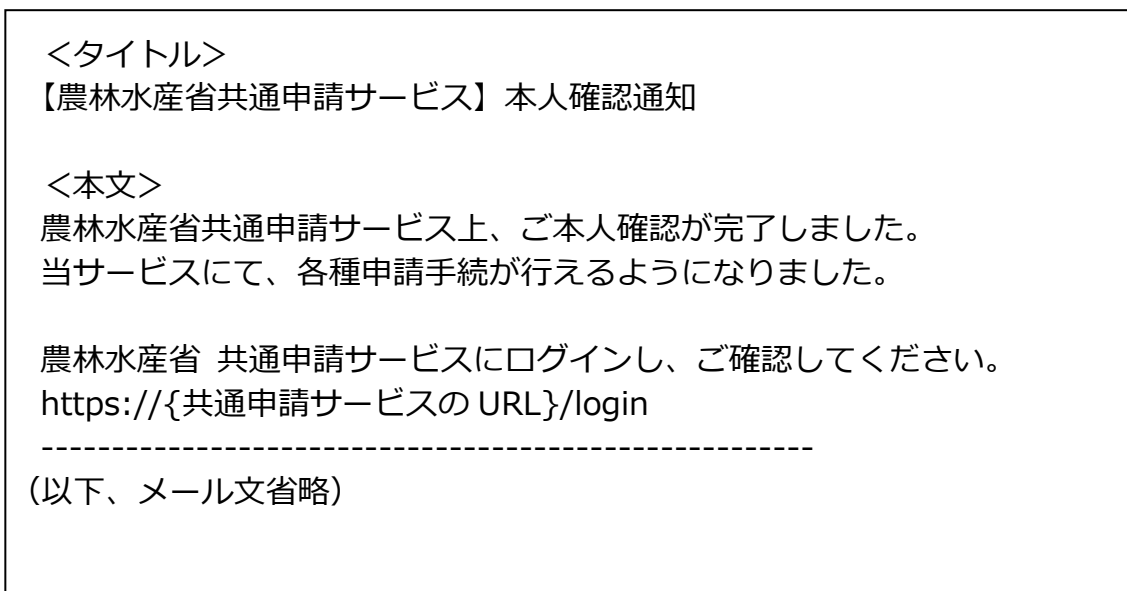 ＜タイトル＞
【農林水産省共通申請サービス】本人確認通知
＜本文＞
農林水産省共通申請サービス上、ご本人確認が完了しました。
当サービスにて、各種申請手続が行えるようになりました。
農林水産省 共通申請サービスにログインし、ご確認してください。
https://{共通申請サービスの URL}/login
-------------------------------------------------------
（以下、メール文省略）